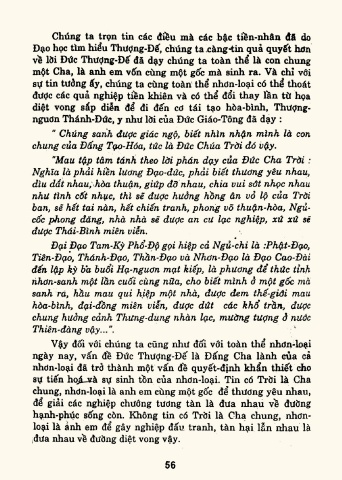 Chúng ta trọn tin các điều mà các bậc tiền-nhân đã do
Đạo học tìm hiểu Thượng-Đế, chúng ta càng-tin quả quyết hơn
về lời Đức Thượng-Đế đã dạy chúng ta toàn thể là con chung
một Cha, là anh em vốn cùng một gốc mà sinh ra. Và chỉ với
sự tin tưởng ấy, chúng ta cùng toàn thể nhơn-loại có thể thoát
được các quả nghiệp tiền khiên và có thể đổi thay lần từ họa
diệt vong sắp diễn để đi đến cơ tái tạo hòa-bình, Thượng-
nguơn Thánh-Đức, y như lời của Đức Giáo-Tông đã dạy :
" Chúng sanh được giác ngộ, biết nhìn nhận mình là con
chung của Đấng Tạo-Hóa, tức là Đức Chúa Trời đó vậy.
"Mau tập tâm tánh theo lời phán dạy của Đức Cha Trời :
Nghĩa là phải hiền lương Đạo-đức, phải biết thương yêu nhau,
dìu dắt nhau, hòa thuận, giúp đỡ nhau, chia vui sớt nhọc nhau
như tình cốt nhục, thì sẽ được hưởng hồng ân vô lộ của Trời
ban, sẽ hết tai nàn, hết chiến tranh, phong võ thuận-hòa, Ngũ-
cốc phong đăng, nhà nhà sẽ được an cư lạc nghiệp, xứ xứ sẽ
được Thái-Bình miên viễn.
Đại Đạo Tam-Kỳ Phổ-Độ gọi hiệp cả Ngũ-chi là :Phật-Đạo,
Tiên-Đạo, Thánh-Đạo, Thần-Đạo và Nhơn-Đạo là Đạo Cao-Đài
đến lập kỳ ba buổi Hạ-nguơn mạt kiếp, là phương để thức tỉnh
nhơn-sanh một lần cuối cùng nữa, cho biết mình ở một gốc mà
sanh ra, hầu mau qui hiệp một nhà, được đem thế-giới mau
hòa-bình, đại-đồng miên viễn, được dứt các khổ trần, được
chung hưởng cảnh Thưng-dung nhàn lạc, mường tượng ở nước
Thiên-đàng vậy...".
Vậy đối với chúng ta cũng như đối với toàn thể nhơn-loại
ngày nay, vấn đề Đức Thượng-Đế là Đấng Cha lành của cả
nhơn-loại đã trở thành một vấn đề quyết-định khẩn thiết cho
sự tiến hoá và sự sinh tồn của nhơn-loại. Tin có Trời là Cha
chung, nhơn-loại là anh em cùng một gốc để thương yêu nhau,
để giải các nghiệp chướng tương tàn là đưa nhau về đường
hạnh-phúc sống còn. Không tin có Trời là Cha chung, nhơn-
loại là anh em để gây nghiệp đấu tranh, tàn hại lẫn nhau là
đưa nhau về đường diệt vong vậy.
56